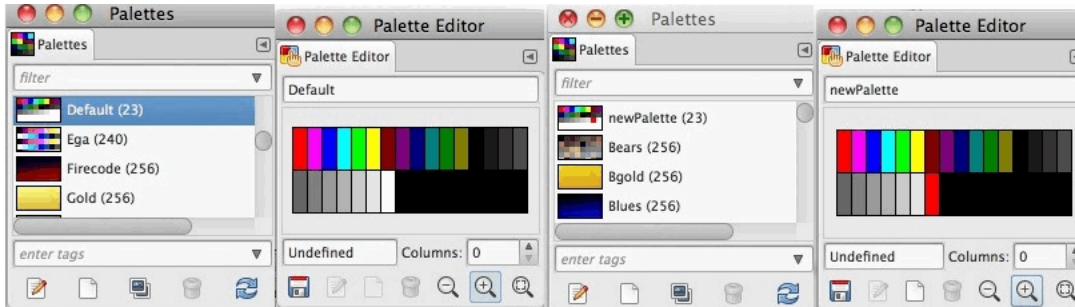 Palettes
Palettes
filter
Default (23)
Ega (240)
Firecode (256)
Gold (256)
enter tags
Palette Editor
Palette Editor
Default
Undefined
Columns: 0
Palettes
Palettes
filter
newPalette (23)
Bears (256)
Bgold (256)
Blues (256)
enter tags
Palette Editor
Palette Editor
newPalette
Undefined
Columns: 0